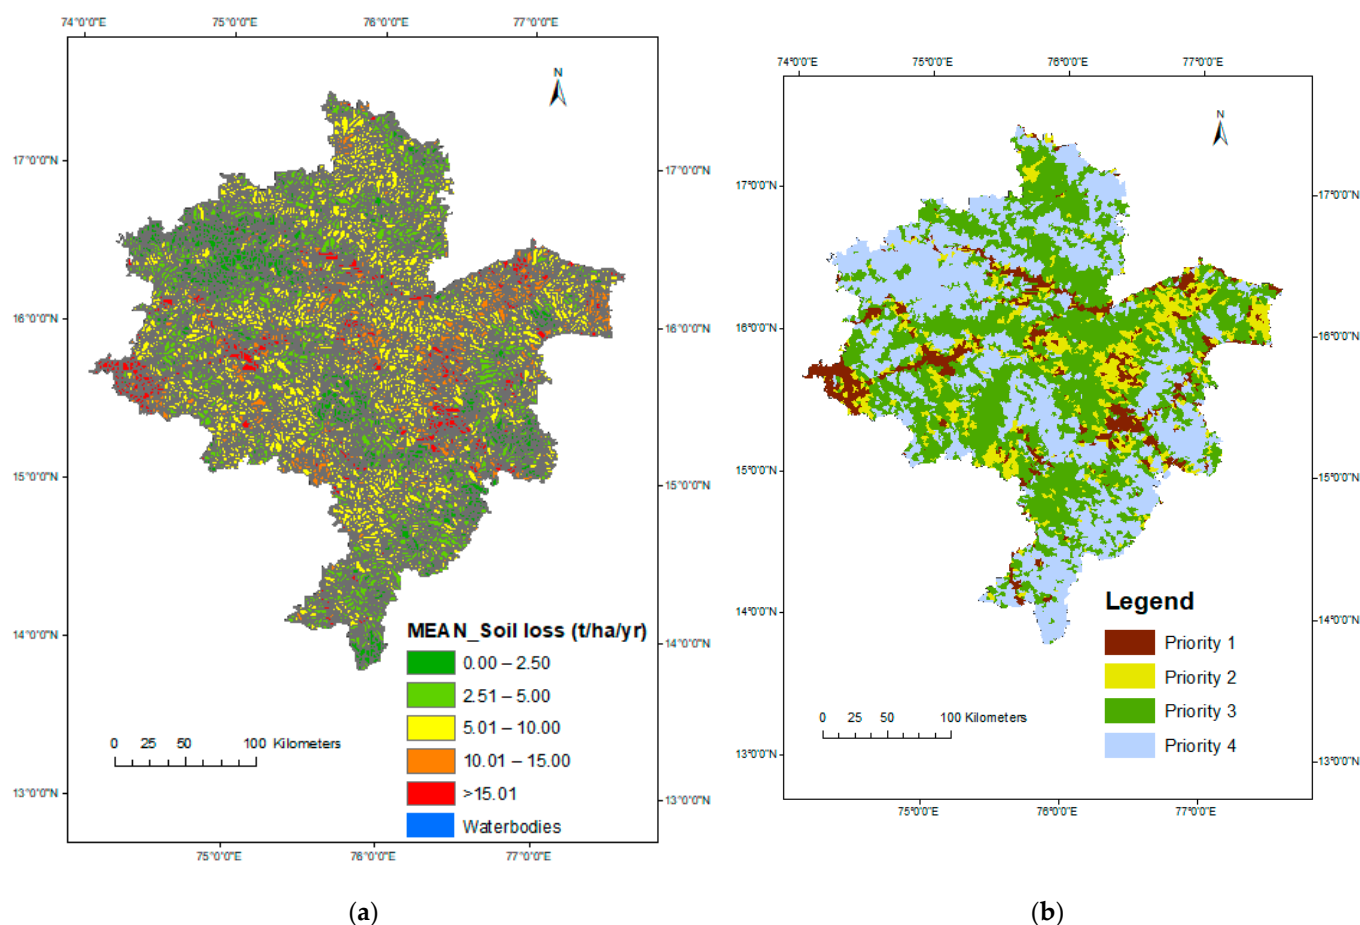 74°0'0"E 75°0'0"E 76°0'0"E 77°0'0"E
N
17°0'0"N
17°0'0"N
16°0'0"N
16°0'0"N
15°0'0"N
15°0'0"N
14°0'0"N
14°0'0"N
13°0'0"N
13°0'0"N
MEAN_Soil loss (t/ha/yr)
0.00 – 2.50
2.51 – 5.00
5.01 – 10.00
10.01 – 15.00
>15.01
Waterbodies
0 25 50 100 Kilometers
75°0'0"E 76°0'0"E 77°0'0"E
(a)
74°0'0"E 75°0'0"E 76°0'0"E 77°0'0"E
N
17°0'0"N
17°0'0"N
16°0'0"N
16°0'0"N
15°0'0"N
15°0'0"N
14°0'0"N
14°0'0"N
13°0'0"N
13°0'0"N
Legend
Priority 1
Priority 2
Priority 3
Priority 4
0 25 50 100 Kilometers
75°0'0"E 76°0'0"E 77°0'0"E
(b)